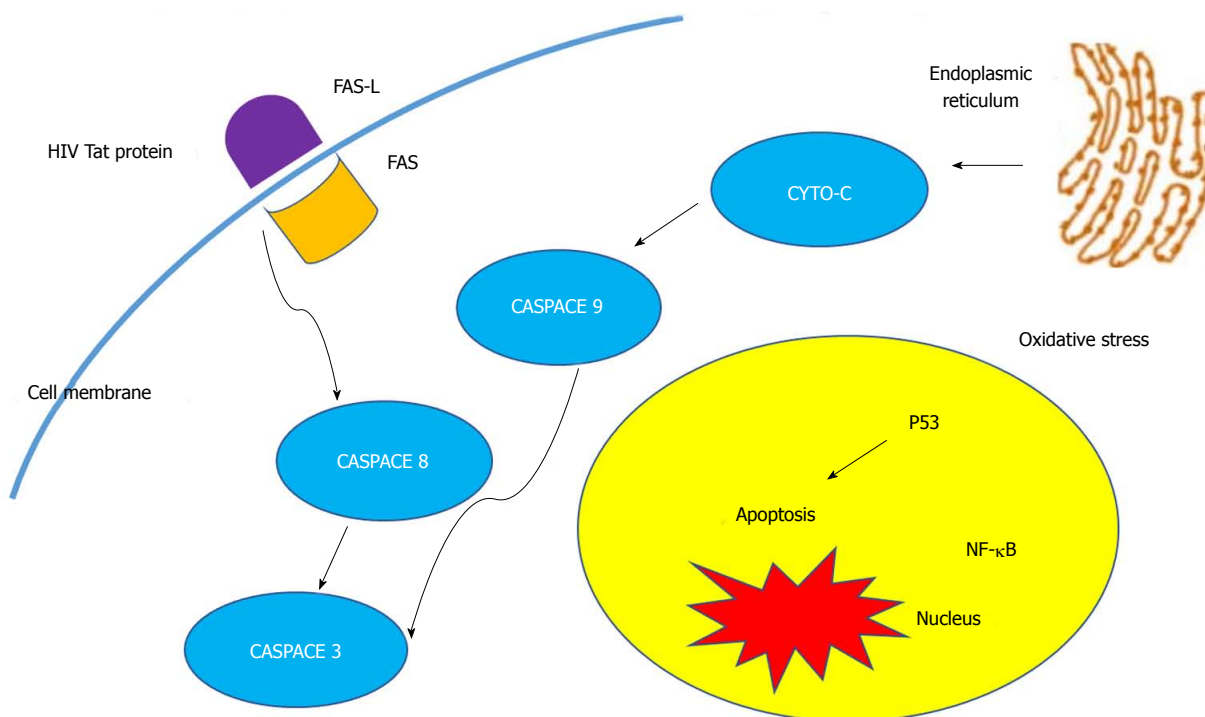 FAS-L
Endoplasmic
reticulum
HIV Tat protein
FAS
CYTO-C
CASPACE 9
Oxidative stress
Cell membrane
P53
CASPACE 8
Apoptosis
NF-κB
Nucleus
CASPACE 3